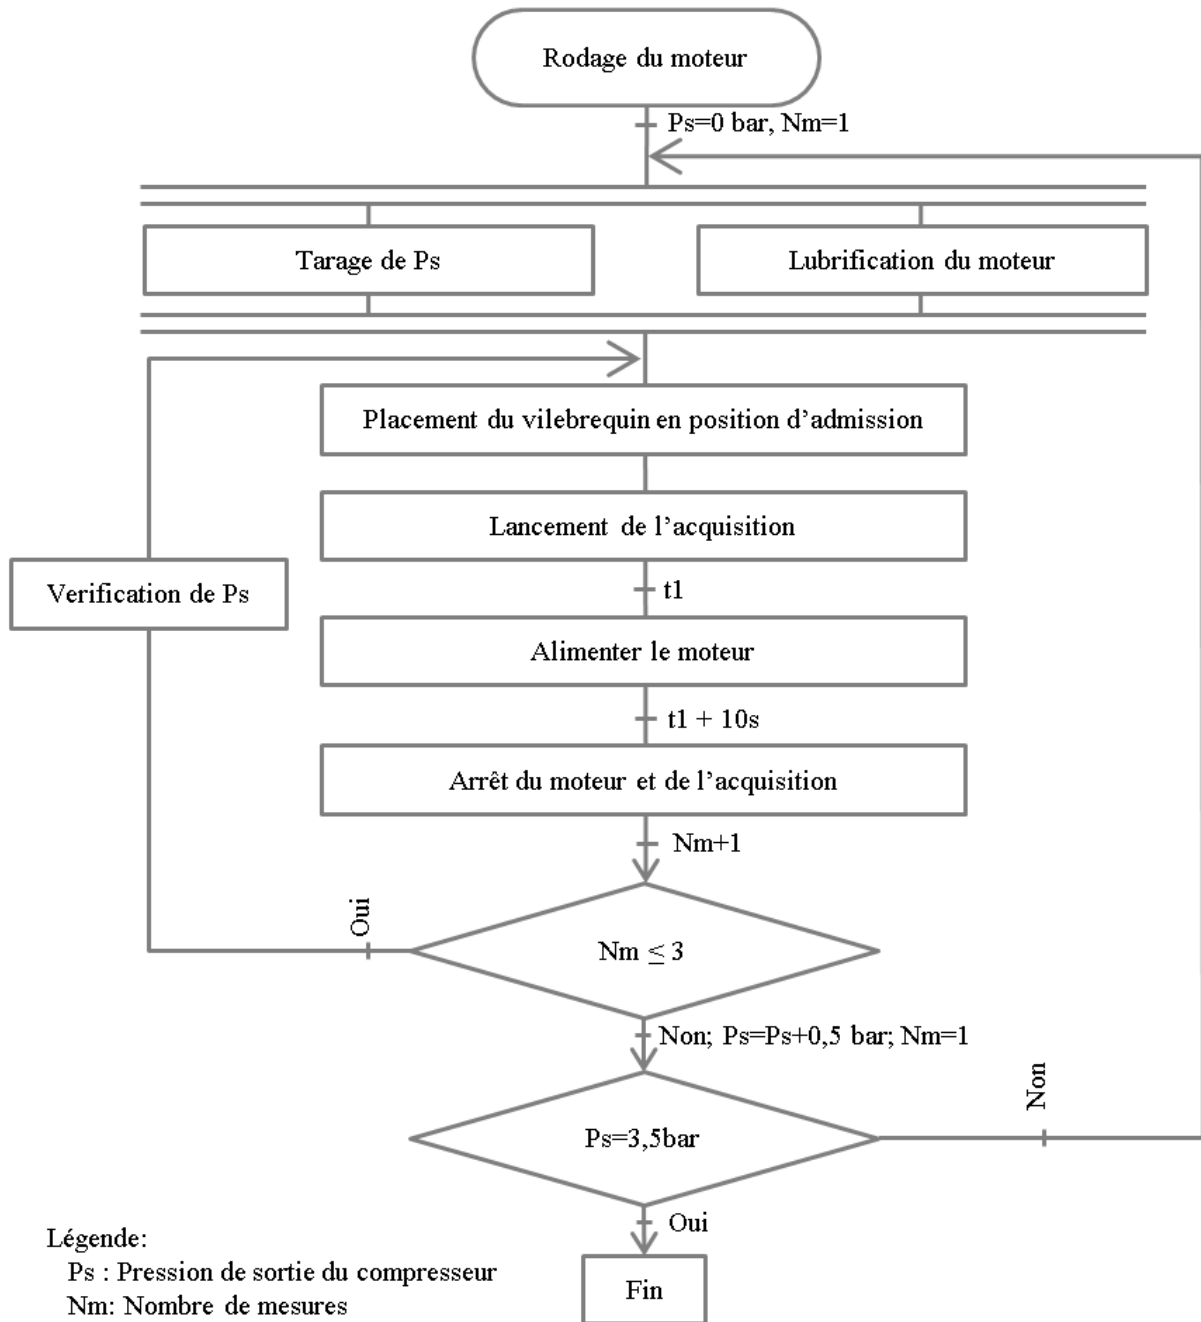 Rodage du moteur
Ps=0 bar, Nm=1
Tarage de Ps
Lubrification du moteur
Placement du vilebrequin en position d'admission
Lancement de l'acquisition
t1
Verification de Ps
Alimenter le moteur
t1 + 10s
Arrêt du moteur et de l'acquisition
Nm+1
Oui
Nm ≤ 3
Non; Ps=Ps+0,5 bar; Nm=1
Non
Ps=3,5bar
Oui
Fin
Légende:
Ps : Pression de sortie du compresseur
Nm: Nombre de mesures